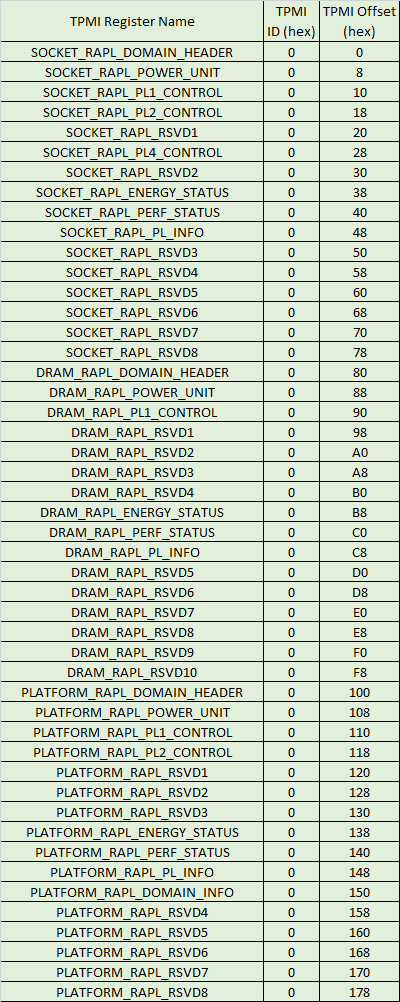 TPMI Register Name TPMI ID (hex) TPMI Offset (hex)
SOCKET_RAPL_DOMAIN_HEADER 0 0
SOCKET_RAPL_POWER_UNIT 0 8
SOCKET_RAPL_PL1_CONTROL 0 10
SOCKET_RAPL_PL2_CONTROL 0 18
SOCKET_RAPL_RSVD1 0 20
SOCKET_RAPL_PL4_CONTROL 0 28
SOCKET_RAPL_RSVD2 0 30
SOCKET_RAPL_ENERGY_STATUS 0 38
SOCKET_RAPL_PERF_STATUS 0 40
SOCKET_RAPL_PL_INFO 0 48
SOCKET_RAPL_RSVD3 0 50
SOCKET_RAPL_RSVD4 0 58
SOCKET_RAPL_RSVD5 0 60
SOCKET_RAPL_RSVD6 0 68
SOCKET_RAPL_RSVD7 0 70
SOCKET_RAPL_RSVD8 0 78
DRAM_RAPL_DOMAIN_HEADER 0 80
DRAM_RAPL_POWER_UNIT 0 88
DRAM_RAPL_PL1_CONTROL 0 90
DRAM_RAPL_RSVD1 0 98
DRAM_RAPL_RSVD2 0 A0
DRAM_RAPL_RSVD3 0 A8
DRAM_RAPL_RSVD4 0 B0
DRAM_RAPL_ENERGY_STATUS 0 B8
DRAM_RAPL_PERF_STATUS 0 C0
DRAM_RAPL_PL_INFO 0 C8
DRAM_RAPL_RSVD5 0 D0
DRAM_RAPL_RSVD6 0 D8
DRAM_RAPL_RSVD7 0 E0
DRAM_RAPL_RSVD8 0 E8
DRAM_RAPL_RSVD9 0 F0
DRAM_RAPL_RSVD10 0 F8
PLATFORM_RAPL_DOMAIN_HEADER 0 100
PLATFORM_RAPL_POWER_UNIT 0 108
PLATFORM_RAPL_PL1_CONTROL 0 110
PLATFORM_RAPL_PL2_CONTROL 0 118
PLATFORM_RAPL_RSVD1 0 120
PLATFORM_RAPL_RSVD2 0 128
PLATFORM_RAPL_RSVD3 0 130
PLATFORM_RAPL_ENERGY_STATUS 0 138
PLATFORM_RAPL_PERF_STATUS 0 140
PLATFORM_RAPL_PL_INFO 0 148
PLATFORM_RAPL_DOMAIN_INFO 0 150
PLATFORM_RAPL_RSVD4 0 158
PLATFORM_RAPL_RSVD5 0 160
PLATFORM_RAPL_RSVD6 0 168
PLATFORM_RAPL_RSVD7 0 170
PLATFORM_RAPL_RSVD8 0 178